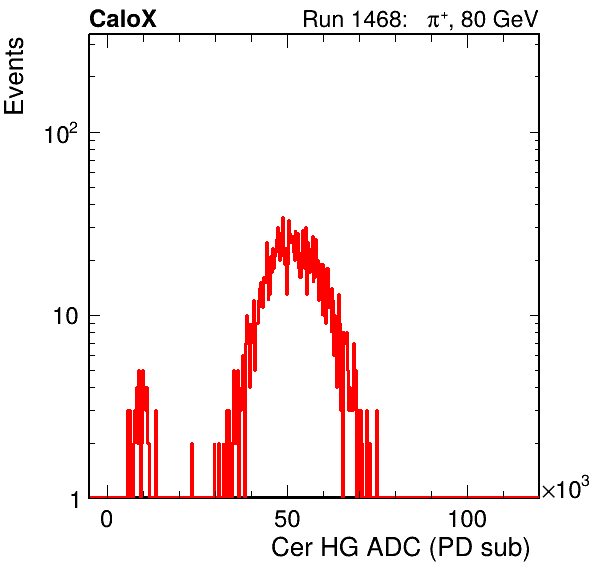 CaloX Run 1468: π⁺, 80 GeV
Events
10²
10
1
0 50 100 ×10³
Cer HG ADC (PD sub)